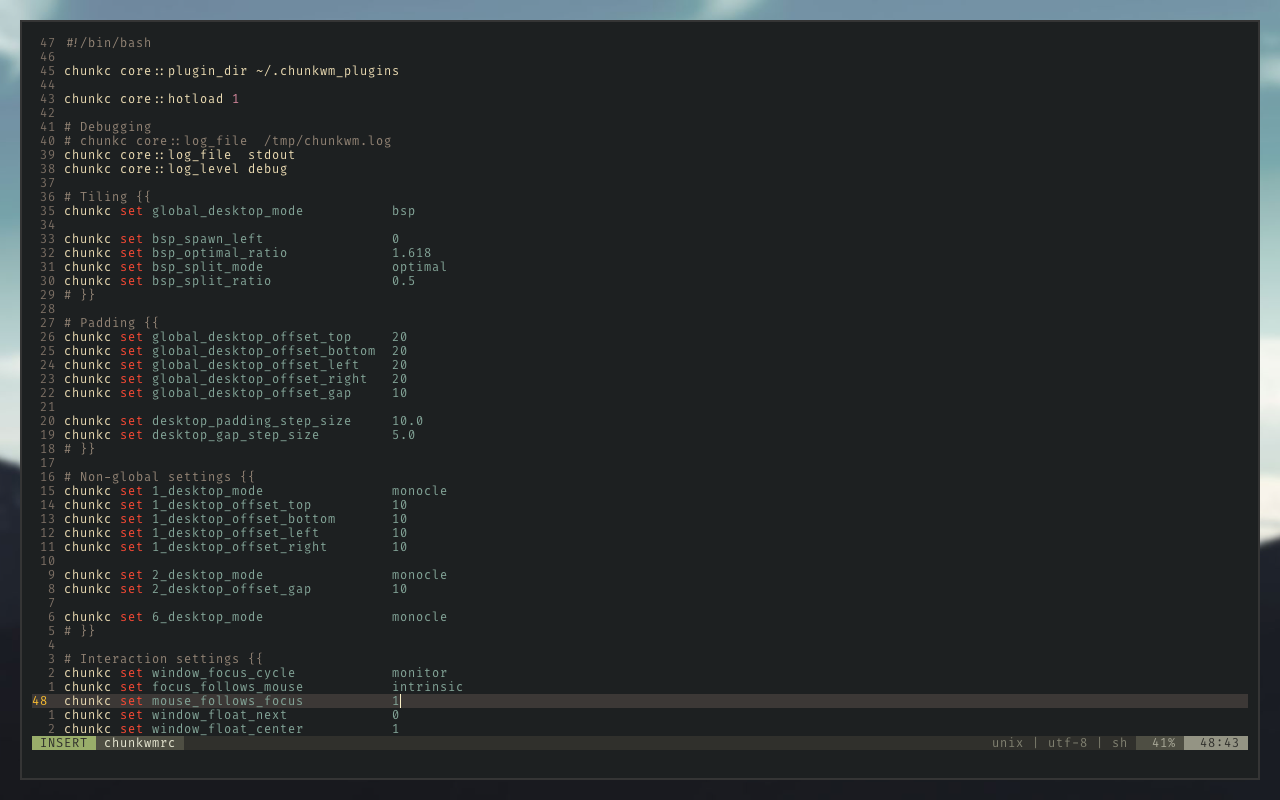 47 #!/bin/bash
46
45 chunkc core::plugin_dir ~/.chunkwm_plugins
44
43 chunkc core::hotload 1
42
41 # Debugging
40 # chunkc core::log_file  /tmp/chunkwm.log
39 chunkc core::log_file  stdout
38 chunkc core::log_level debug
37
36 # Tiling {{
35 chunkc set global_desktop_mode           bsp
34
33 chunkc set bsp_spawn_left                0
32 chunkc set bsp_optimal_ratio             1.618
31 chunkc set bsp_split_mode                optimal
30 chunkc set bsp_split_ratio               0.5
29 # }}
28
27 # Padding {{
26 chunkc set global_desktop_offset_top     20
25 chunkc set global_desktop_offset_bottom  20
24 chunkc set global_desktop_offset_left    20
23 chunkc set global_desktop_offset_right   20
22 chunkc set global_desktop_offset_gap     10
21
20 chunkc set desktop_padding_step_size     10.0
19 chunkc set desktop_gap_step_size         5.0
18 # }}
17
16 # Non-global settings {{
15 chunkc set 1_desktop_mode                monocle
14 chunkc set 1_desktop_offset_top          10
13 chunkc set 1_desktop_offset_bottom       10
12 chunkc set 1_desktop_offset_left         10
11 chunkc set 1_desktop_offset_right        10
10
9 chunkc set 2_desktop_mode                monocle
8 chunkc set 2_desktop_offset_gap          10
7
6 chunkc set 6_desktop_mode                monocle
5 # }}
4
3 # Interaction settings {{
2 chunkc set window_focus_cycle            monitor
1 chunkc set focus_follows_mouse           intrinsic
48 chunkc set mouse_follows_focus           1
1 chunkc set window_float_next             0
2 chunkc set window_float_center           1
INSERT chunkwmrc unix | utf-8 | sh 41% 48:43